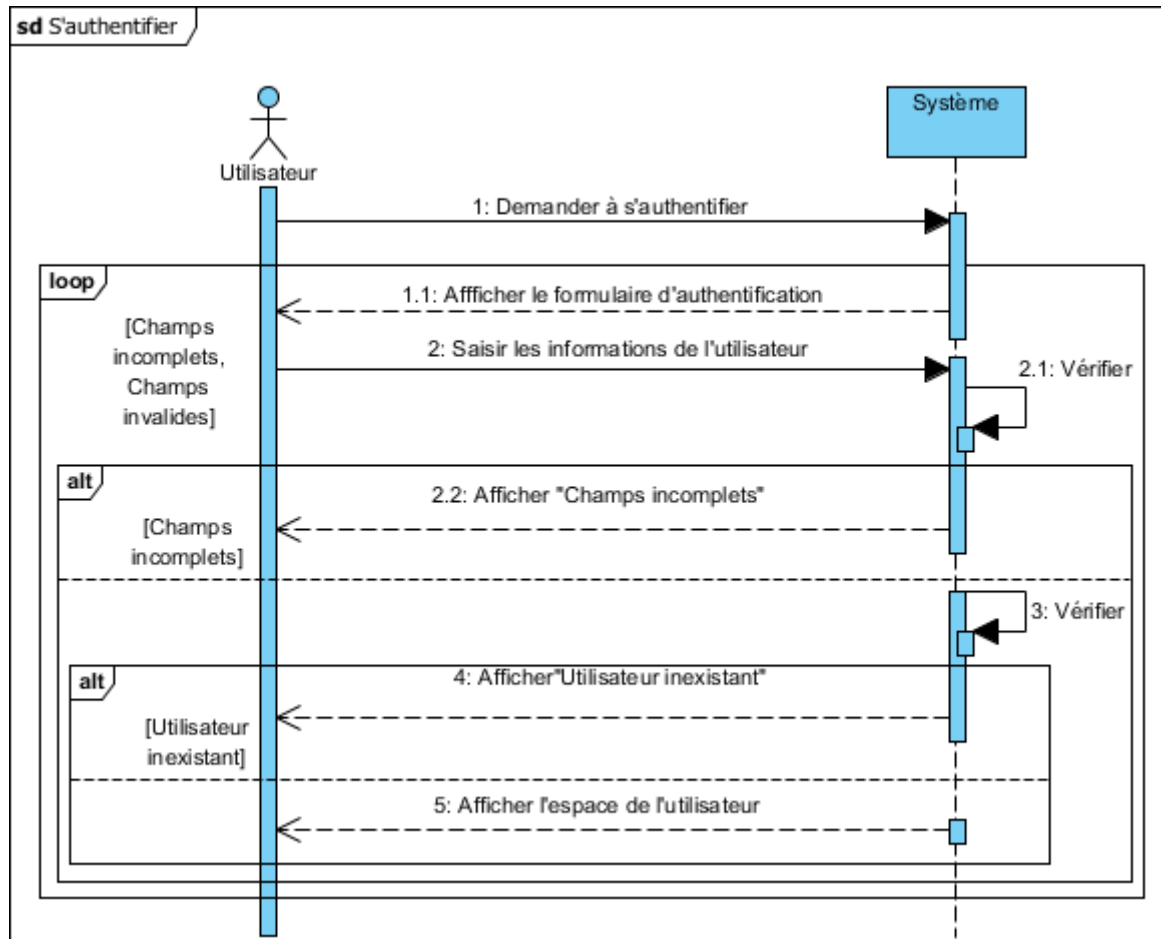 sd S'authentifier
Système
Utilisateur
1: Demander à s'authentifier
loop
1.1: Affficher le formulaire d'authentification
[Champs
incomplets,
Champs
invalides]
2: Saisir les informations de l'utilisateur
2.1: Vérifier
alt
2.2: Afficher "Champs incomplets"
[Champs
incomplets]
3: Vérifier
alt
4: Afficher"Utilisateur inexistant"
[Utilisateur
inexistant]
5: Afficher l'espace de l'utilisateur